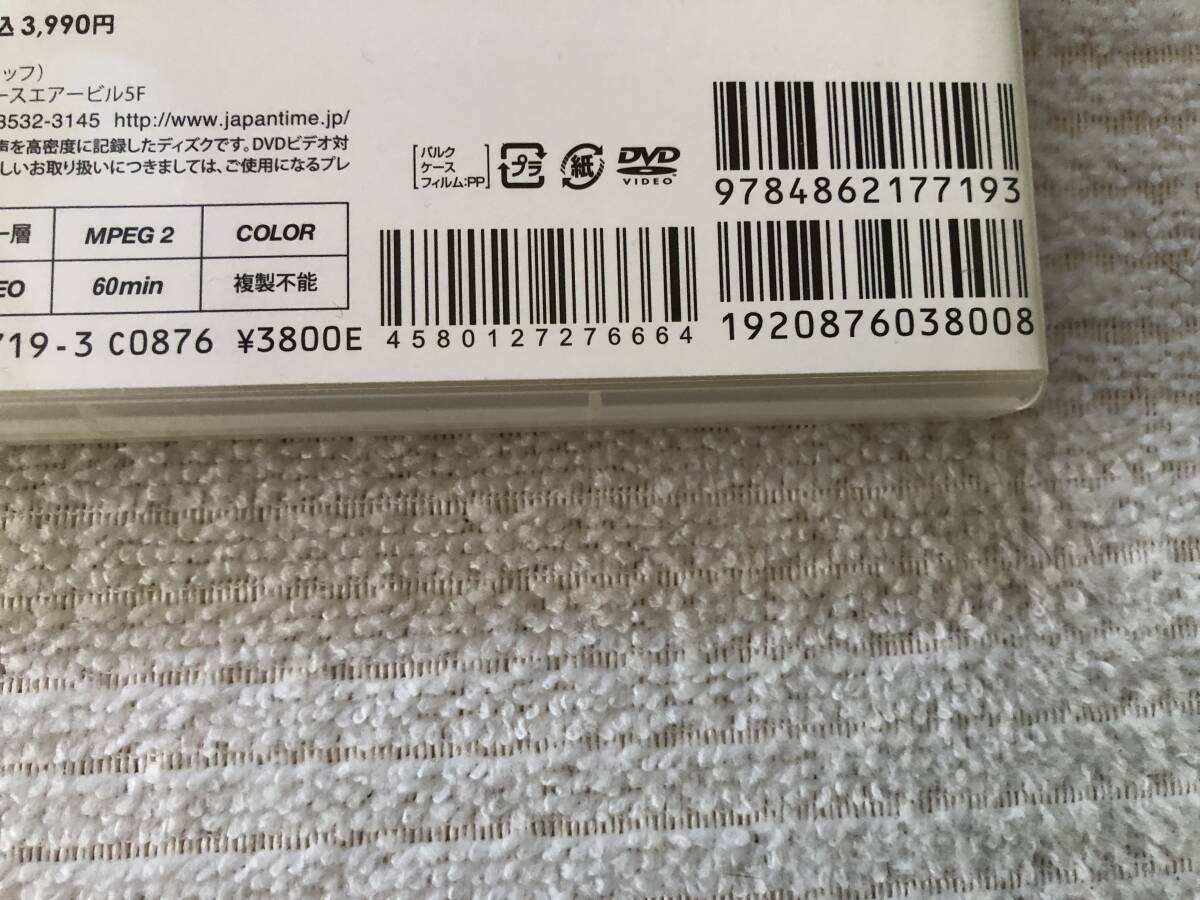 込 3,990円
ッフ）
ースエアービル5F
3532-3145 http://www.japantime.jp/
声を高密度に記録したディスクです。DVDビデオ対
しいお取り扱いにつきましては、ご使用になるプレ
バルク
ケース
フィルム:PP
プラ
紙
DVD
VIDEO
9784862177193
一層 MPEG 2 COLOR
EO 60min 複製不能
719-3 C0876 ¥3800E
4580127276664
1920876038008